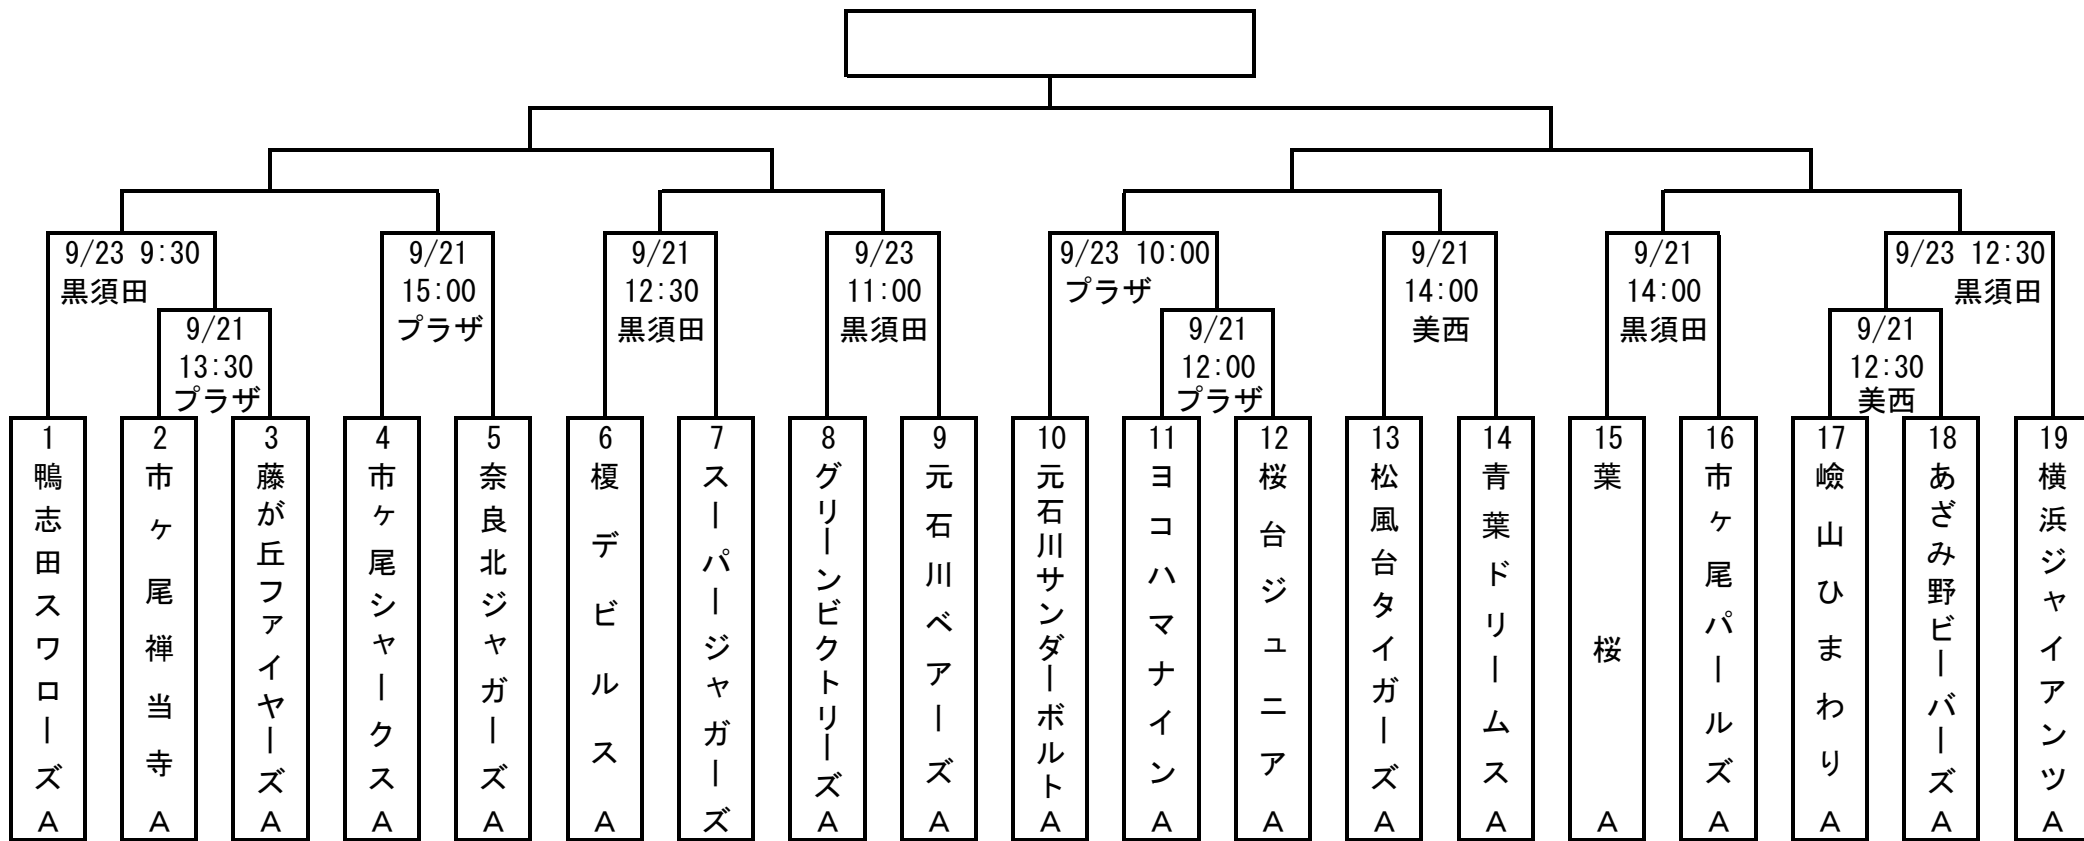 9/23 9:30
黒須田
9/21
13:30
プラザ
9/21
15:00
プラザ
9/21
12:30
黒須田
9/23
11:00
黒須田
9/23 10:00
プラザ
9/21
12:00
プラザ
9/21
14:00
美西
9/21
14:00
黒須田
9/21
12:30
美西
9/23 12:30
黒須田
1
鴨志田スワローズA
2
市ヶ尾禅当寺A
3
藤が丘ファイヤーズA
4
市ヶ尾シャークスA
5
奈良北ジャガーズA
6
榎デビルスA
7
スーパージャガーズ
8
グリーンビクトリーズA
9
元石川ベアーズA
10
元石川サンダーボルトA
11
ヨコハマナインA
12
桜台ジュニアA
13
松風台タイガーズA
14
青葉ドリームスA
15
葉桜A
16
市ヶ尾パールズA
17
嶮山ひまわりA
18
あざみ野ビーバーズA
19
横浜ジャイアンツA